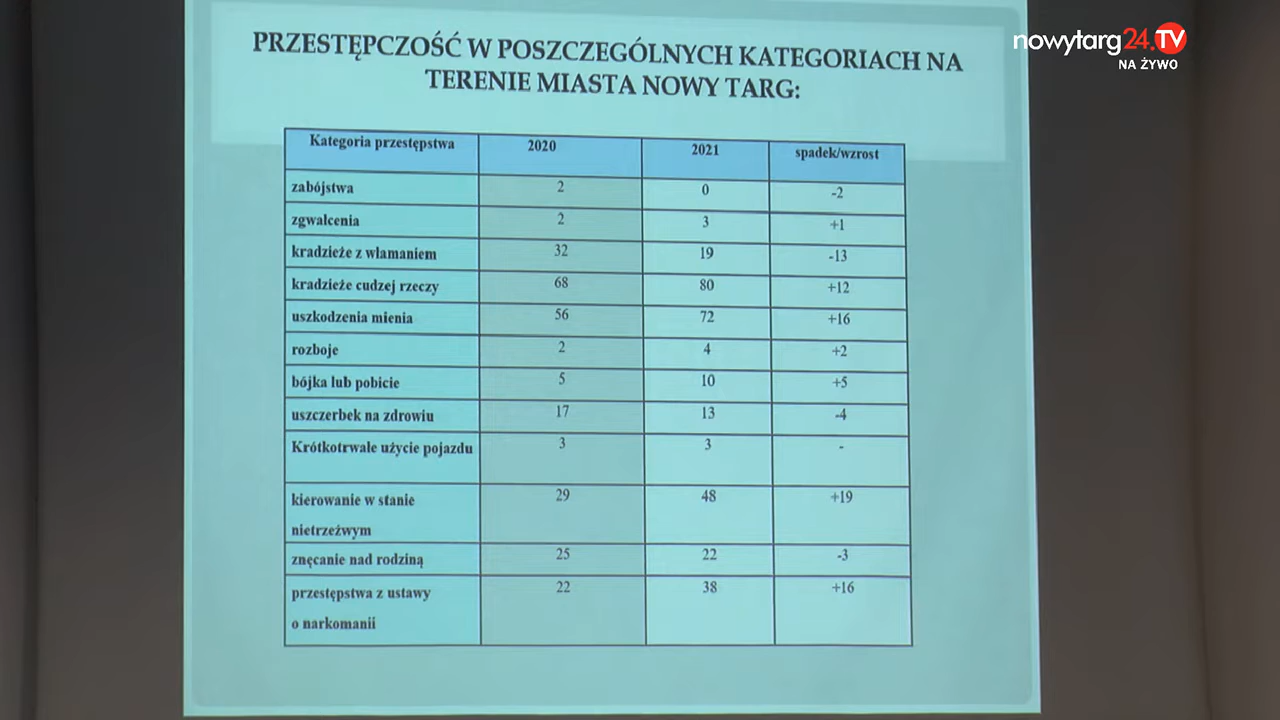 nowytarg24.TV
NA ŻYWO
PRZESTĘPCZOŚĆ W POSZCZEGÓLNYCH KATEGORIACH NA
TERENIE MIASTA NOWY TARG:
Kategoria przestępstwa 2020 2021 spadek/wzrost
zabójstwa 2 0 -2
zgwałcenia 2 3 +1
kradzieże z włamaniem 32 19 -13
kradzieże cudzej rzeczy 68 80 +12
uszkodzenia mienia 56 72 +16
rozboje 2 4 +2
bójka lub pobicie 5 10 +5
uszczerbek na zdrowiu 17 13 -4
Krótkotrwałe użycie pojazdu 3 3 -
kierowanie w stanie 29 48 +19
nietrzeźwym
znęcanie nad rodziną 25 22 -3
przestępstwa z ustawy 22 38 +16
o narkomanii